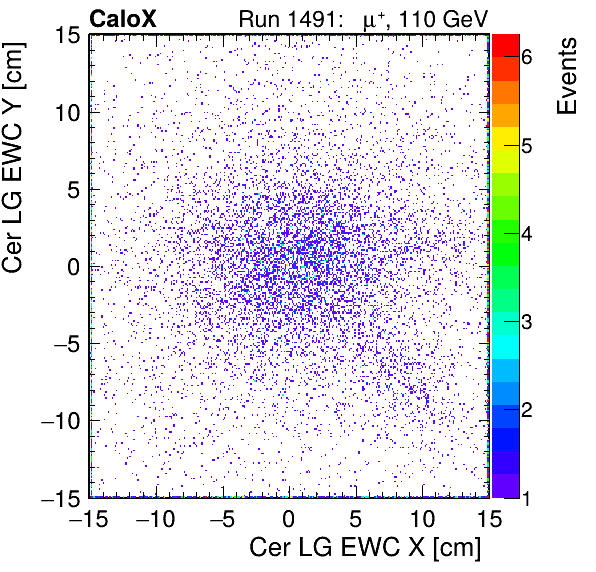 CaloX Run 1491: μ⁺, 110 GeV
Events
Cer LG EWC Y [cm]
15
10
5
0
−5
−10
−15
6
5
4
3
2
1
−15 −10 −5 0 5 10 15
Cer LG EWC X [cm]